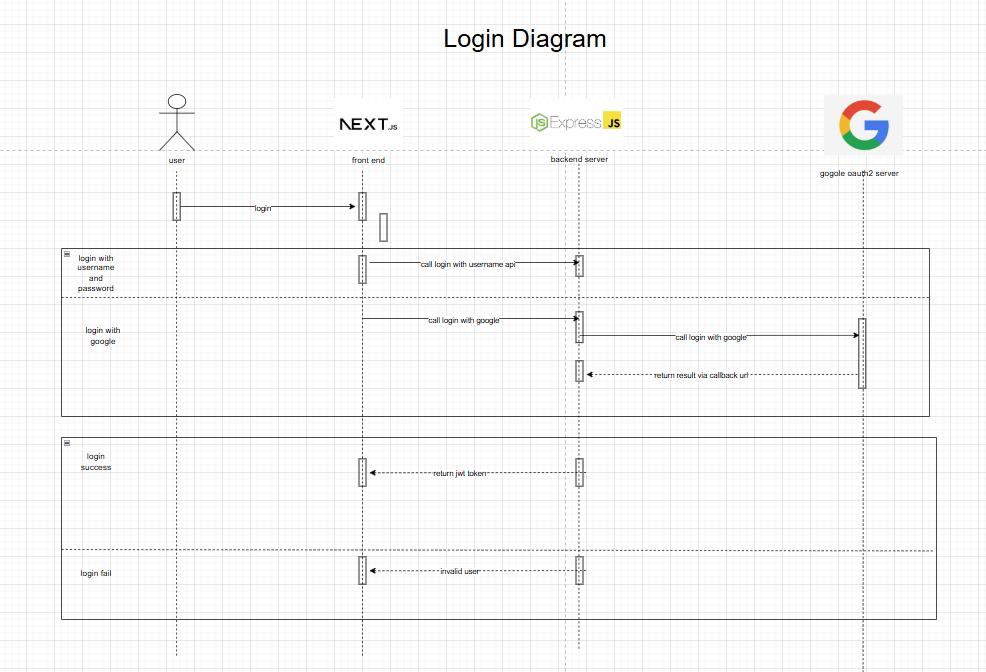 Login Diagram
NEXT.JS
JS Express JS
user
front end
backend server
gogole oauth2 server
login
login with
username
and
password
call login with username api
login with
google
call login with google
call login with google
return result via callback url
login
success
return jwt token
login fail
invalid user